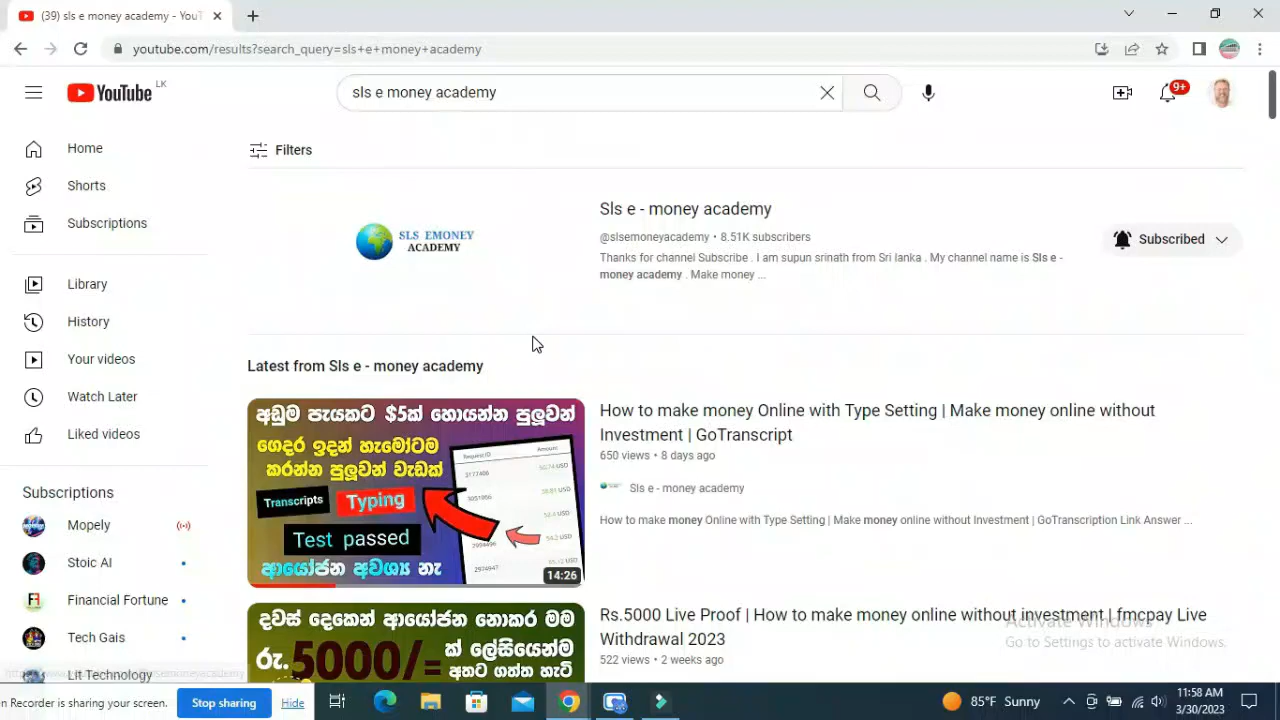 (39) sls e money academy - YouT
youtube.com/results?search_query=sls+e+money+academy
YouTube LK
sls e money academy
9+
Home
Shorts
Subscriptions
Library
History
Your videos
Watch Later
Liked videos
Subscriptions
Mopely
Stoic AI
Financial Fortune
Tech Gais
Lit Technology
Filters
SLS EMONEY
ACADEMY
Sls e - money academy
@slsemoneyacademy • 8.51K subscribers
Thanks for channel Subscribe . I am supun srinath from Sri lanka . My channel name is Sls e -
money academy . Make money ...
Subscribed
Latest from Sls e - money academy
අඩුම පැයකට $5ක් හොයන්න පුලුවන්
ගෙදර ඉදන් හැමෝටම
කරන්න පුලුවන් වැඩක්
Transcripts Typing
Test passed
ආයෝජන අවශ්‍ය නෑ
Request ID Amount
3177406
3051956
2974947
14:26
How to make money Online with Type Setting | Make money online without
Investment | GoTranscript
650 views • 8 days ago
Sls e - money academy
How to make money Online with Type Setting | Make money online without Investment | GoTranscription Link Answer ...
දවස් දෙකෙන් ආයෝජන නොකර මම
රු.5000/= ක් ලේසියෙන්ම
අතට ගත්ත හැටි
Rs.5000 Live Proof | How to make money online without investment | fmcpay Live
Withdrawal 2023
522 views • 2 weeks ago
Activate Windows
Go to Settings to activate Windows.
n Recorder is sharing your screen.
Stop sharing
Hide
85°F Sunny
11:58 AM
3/30/2023